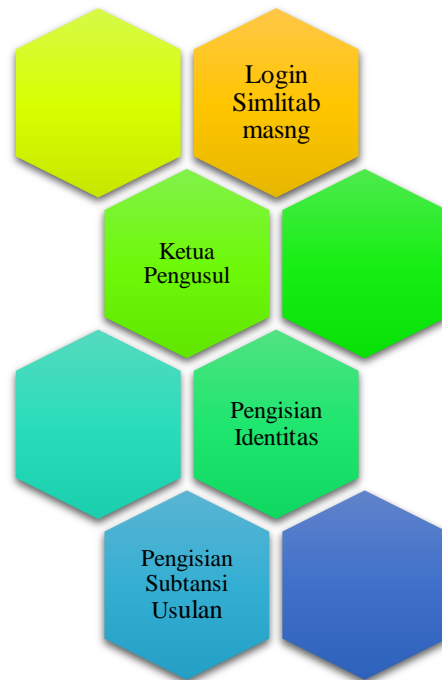 Login
Simlitab
masng
Ketua
Pengusul
Pengisian
Identitas
Pengisian
Subtansi
Usulan